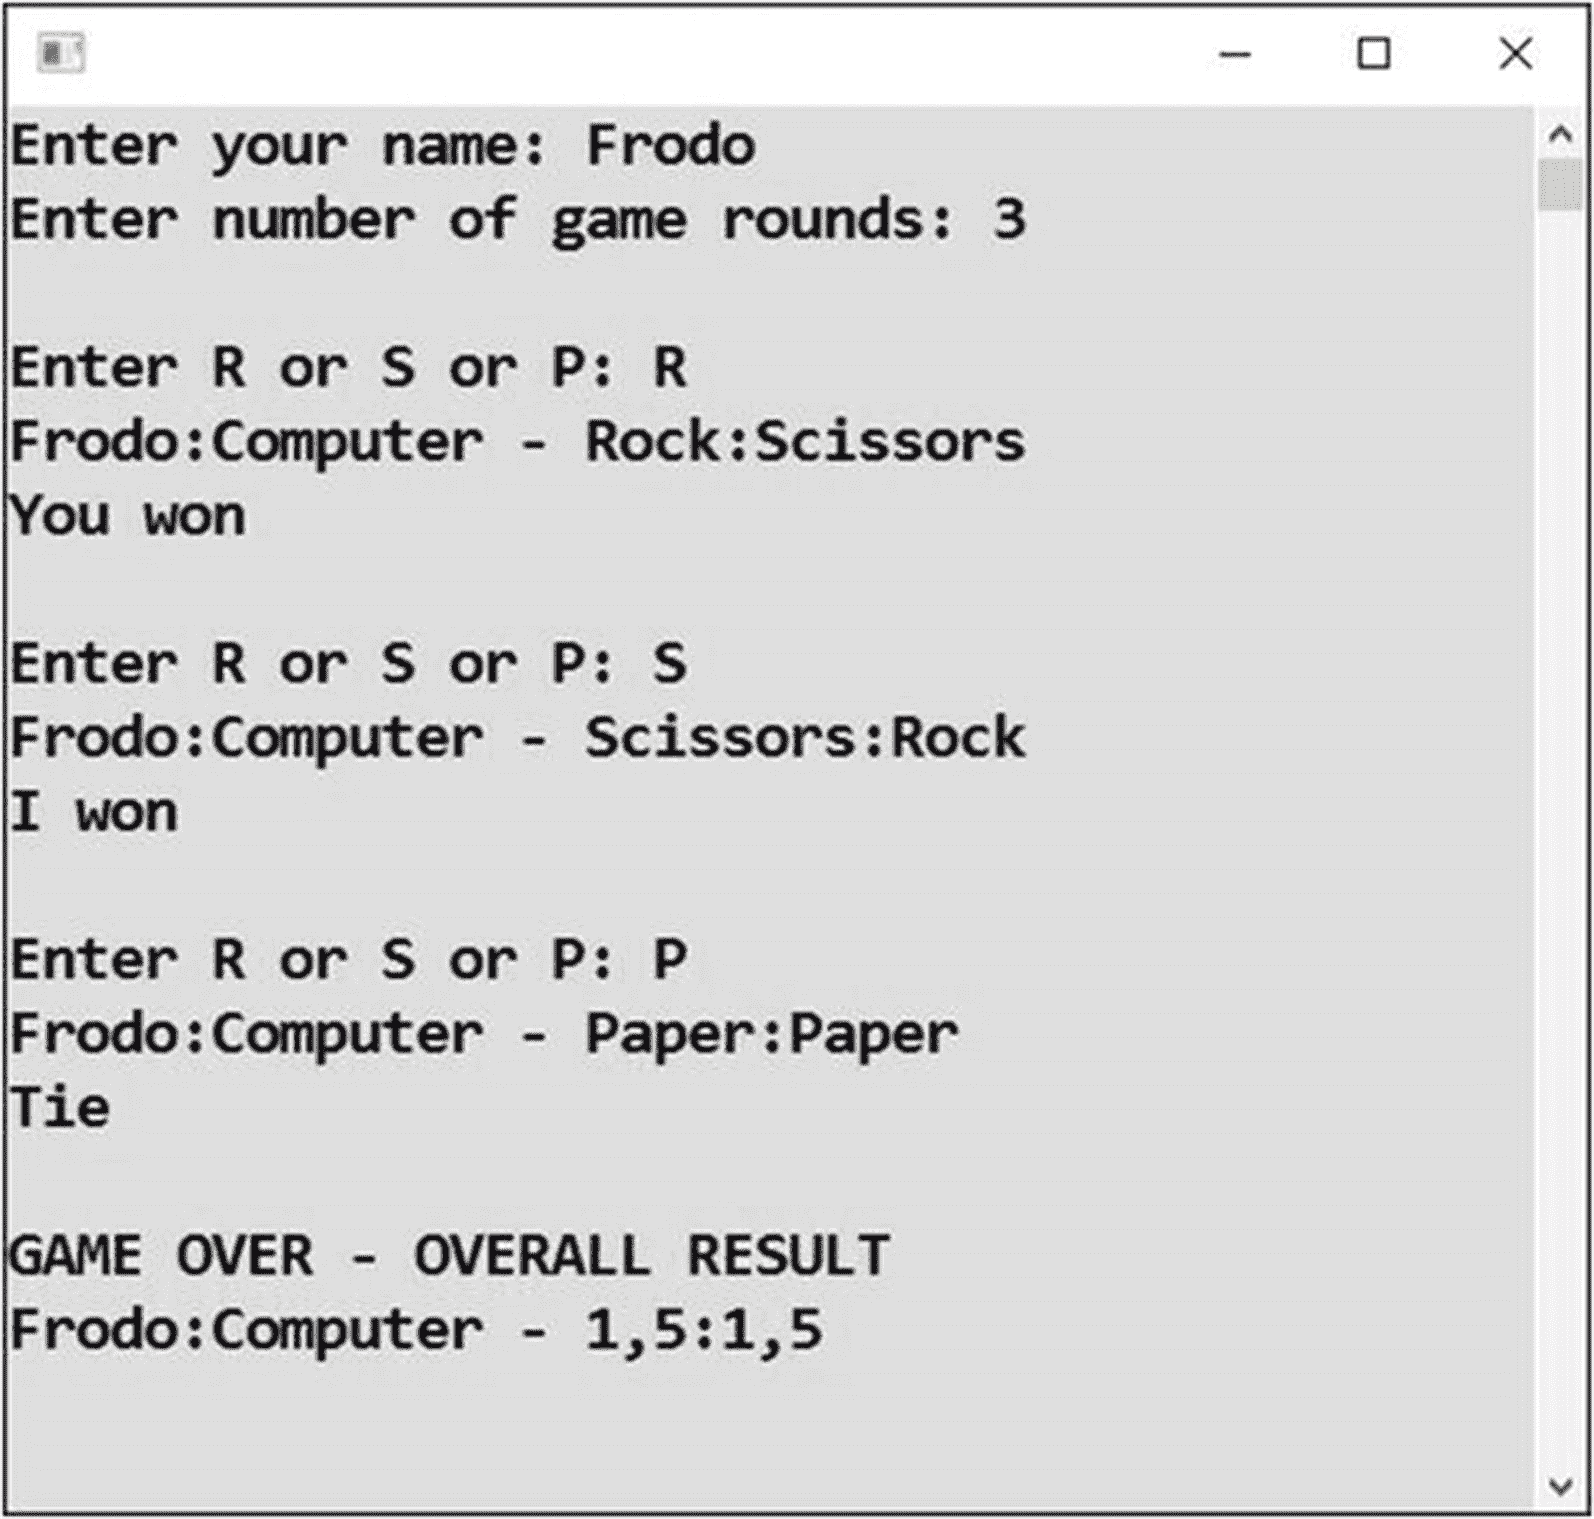 Enter your name: Frodo
Enter number of game rounds: 3
Enter R or S or P: R
Frodo:Computer - Rock:Scissors
You won
Enter R or S or P: S
Frodo:Computer - Scissors:Rock
I won
Enter R or S or P: P
Frodo:Computer - Paper:Paper
Tie
GAME OVER - OVERALL RESULT
Frodo:Computer - 1,5:1,5